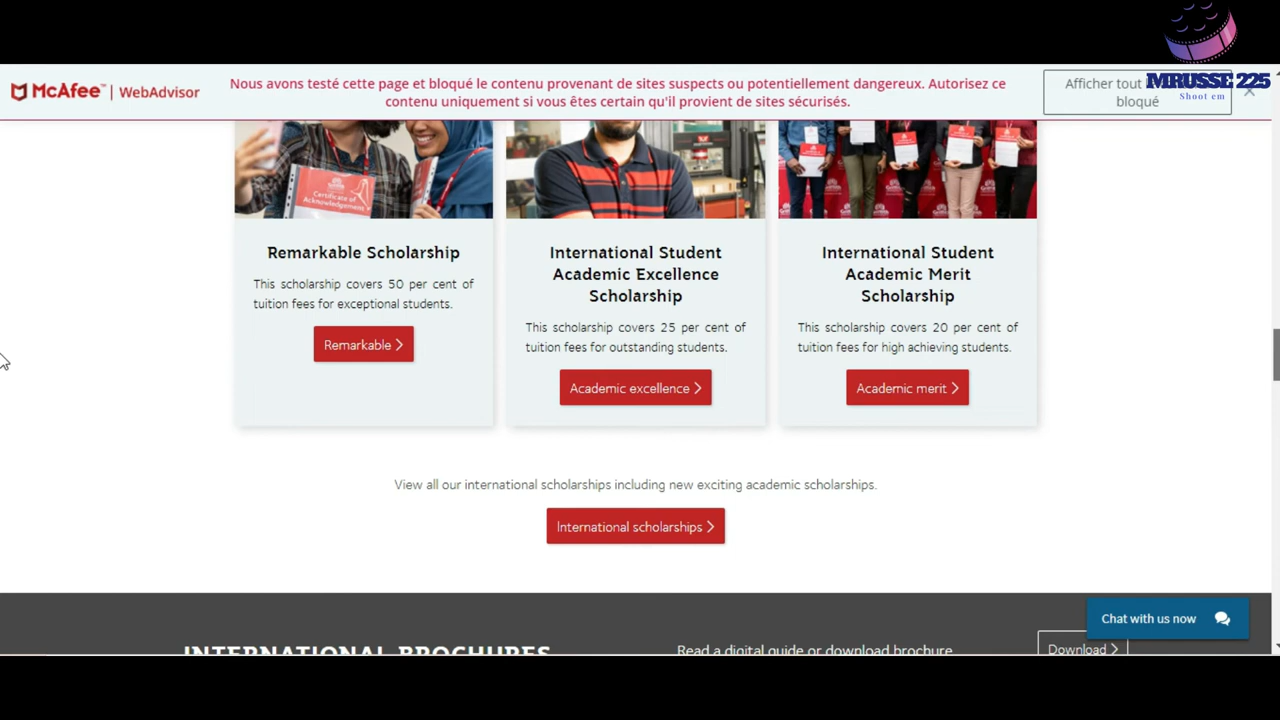 McAfee™ | WebAdvisor
Nous avons testé cette page et bloqué le contenu provenant de sites suspects ou potentiellement dangereux. Autorisez ce
contenu uniquement si vous êtes certain qu'il provient de sites sécurisés.
Afficher tout
bloqué
MRUSSE 225
Shoot em
Certificate of
Acknowledgement
Remarkable Scholarship
This scholarship covers 50 per cent of
tuition fees for exceptional students.
Remarkable
International Student
Academic Excellence
Scholarship
This scholarship covers 25 per cent of
tuition fees for outstanding students.
Academic excellence
International Student
Academic Merit
Scholarship
This scholarship covers 20 per cent of
tuition fees for high achieving students.
Academic merit
View all our international scholarships including new exciting academic scholarships.
International scholarships
Chat with us now
INTERNATIONAL BROCHURES
Read a digital guide or download brochure
Download